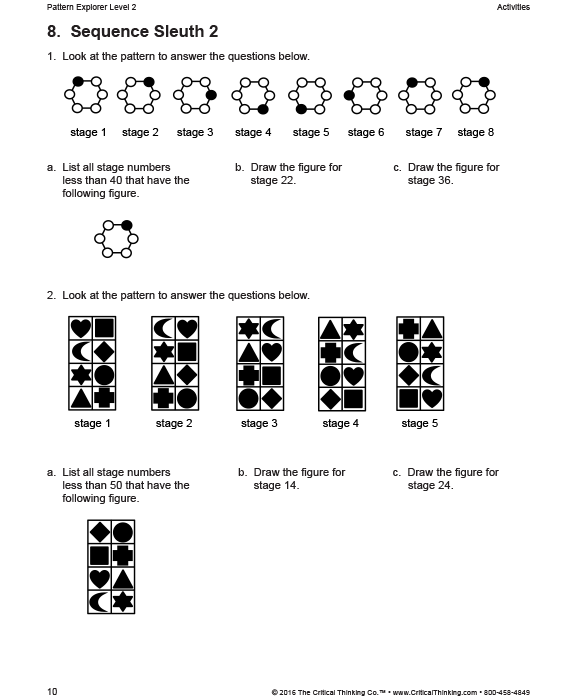 Pattern Explorer Level 2 Activities
8. Sequence Sleuth 2
1. Look at the pattern to answer the questions below.
stage 1 stage 2 stage 3 stage 4 stage 5 stage 6 stage 7 stage 8
a. List all stage numbers
less than 40 that have the
following figure.
b. Draw the figure for
stage 22.
c. Draw the figure for
stage 36.
2. Look at the pattern to answer the questions below.
stage 1 stage 2 stage 3 stage 4 stage 5
a. List all stage numbers
less than 50 that have the
following figure.
b. Draw the figure for
stage 14.
c. Draw the figure for
stage 24.
10 © 2016 The Critical Thinking Co.™ • www.CriticalThinking.com • 800-458-4849